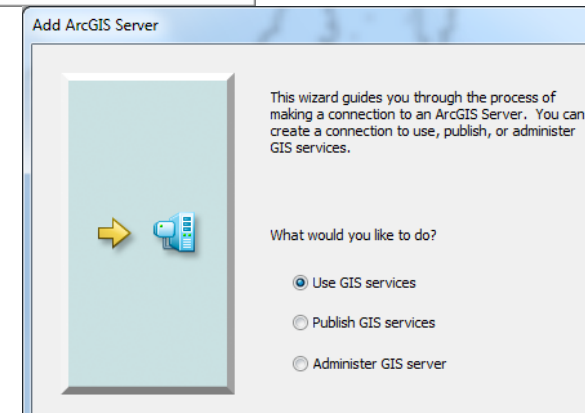 Add ArcGIS Server
This wizard guides you through the process of
making a connection to an ArcGIS Server.  You can
create a connection to use, publish, or administer
GIS services.
What would you like to do?
Use GIS services
Publish GIS services
Administer GIS server